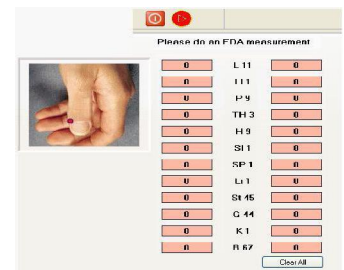 Please do an EDA measurement
0 L 11 0
0 0
0 P 9 0
0 TH 3 0
0 H 9 0
0 SI 1 0
0 SP 1 0
0 Li 1 0
0 St 45 0
0 G 44 0
0 K 1 0
0 B 67 0
Clear All